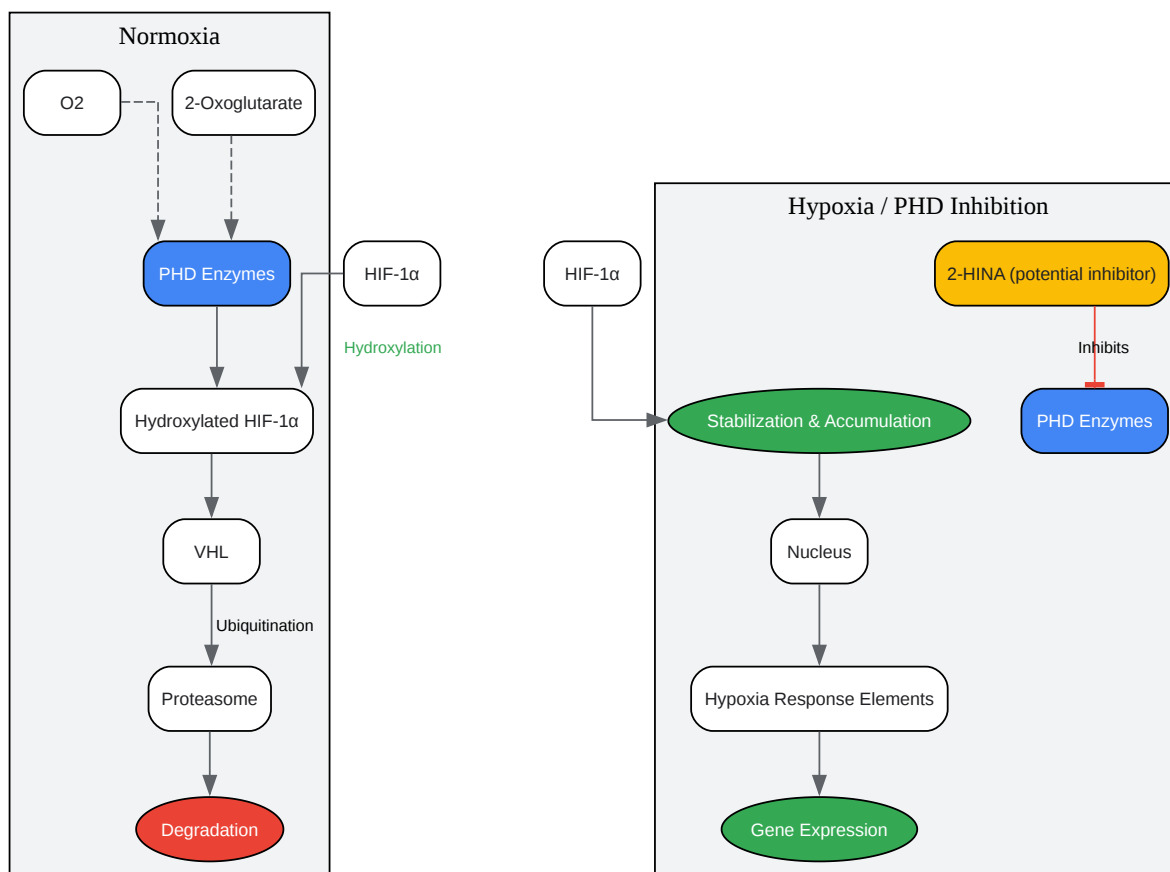 Normoxia
O2
2-Oxoglutarate
PHD Enzymes
HIF-1α
Hydroxylation
Hydroxylated HIF-1α
VHL
Ubiquitination
Proteasome
Degradation
Hypoxia / PHD Inhibition
HIF-1α
2-HINA (potential inhibitor)
Inhibits
Stabilization & Accumulation
PHD Enzymes
Nucleus
Hypoxia Response Elements
Gene Expression